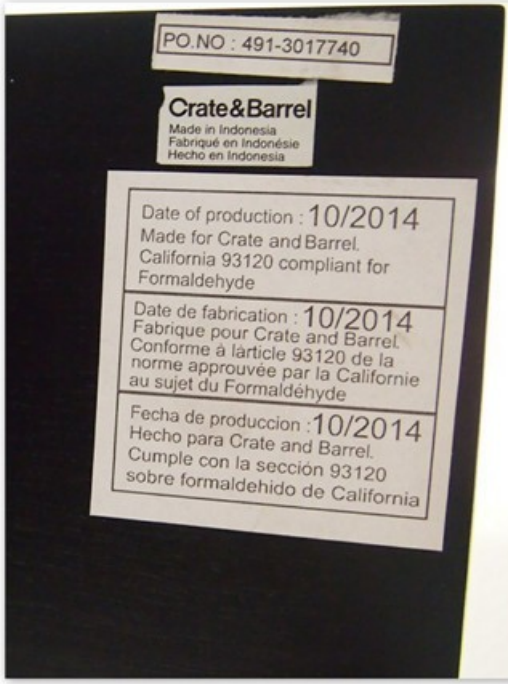 PO.NO : 491-3017740
Crate&Barrel
Made in Indonesia
Fabriqué en Indonésie
Hecho en Indonesia
Date of production : 10/2014
Made for Crate and Barrel.
California 93120 compliant for
Formaldehyde
Date de fabrication : 10/2014
Fabrique pour Crate and Barrel.
Conforme à làrticle 93120 de la
norme approuvée par la Californie
au sujet du Formaldéhyde
Fecha de produccion : 10/2014
Hecho para Crate and Barrel.
Cumple con la sección 93120
sobre formaldehido de California